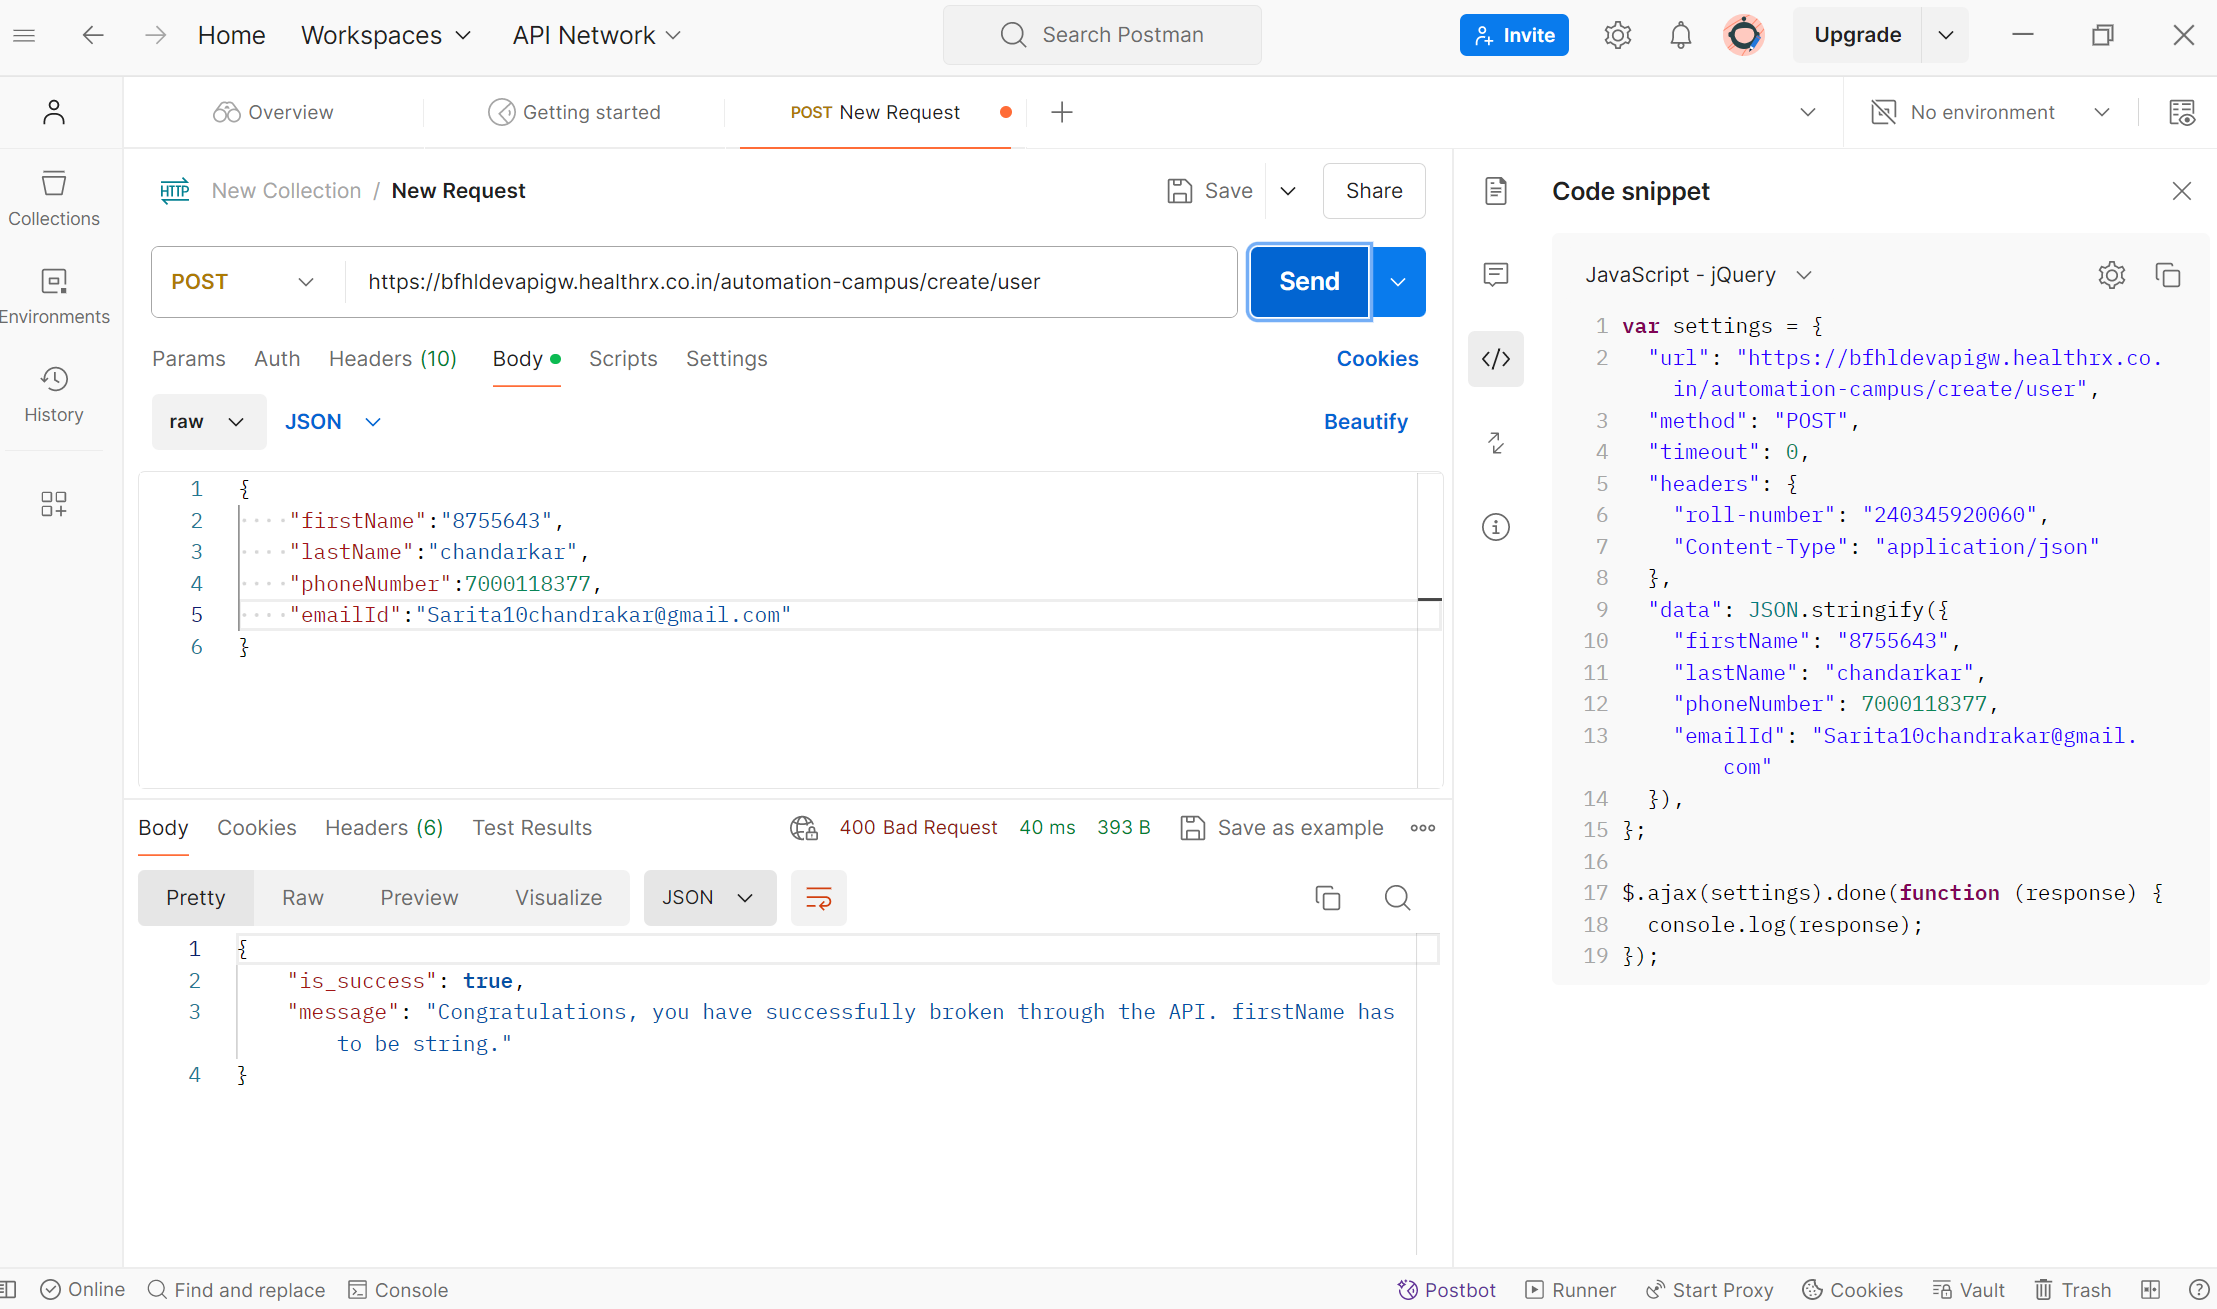 Home Workspaces API Network Search Postman Invite Upgrade
Overview Getting started POST New Request No environment
Collections
Environments
History
HTTP New Collection / New Request Save Share
POST https://bfhldevapigw.healthrx.co.in/automation-campus/create/user Send
Params Auth Headers (10) Body Scripts Settings Cookies
raw JSON Beautify
1 {
2 "firstName":"8755643",
3 "lastName":"chandarkar",
4 "phoneNumber":7000118377,
5 "emailId":"Sarita10chandrakar@gmail.com"
6 }
Body Cookies Headers (6) Test Results 400 Bad Request 40 ms 393 B Save as example
Pretty Raw Preview Visualize JSON
1 {
2 "is_success": true,
3 "message": "Congratulations, you have successfully broken through the API. firstName has
to be string."
4 }
Code snippet
JavaScript - jQuery
1 var settings = {
2 "url": "https://bfhldevapigw.healthrx.co.
in/automation-campus/create/user",
3 "method": "POST",
4 "timeout": 0,
5 "headers": {
6 "roll-number": "240345920060",
7 "Content-Type": "application/json"
8 },
9 "data": JSON.stringify({
10 "firstName": "8755643",
11 "lastName": "chandarkar",
12 "phoneNumber": 7000118377,
13 "emailId": "Sarita10chandrakar@gmail.
com"
14 }),
15 };
16
17 $.ajax(settings).done(function (response) {
18 console.log(response);
19 });
Online Find and replace Console Postbot Runner Start Proxy Cookies Vault Trash